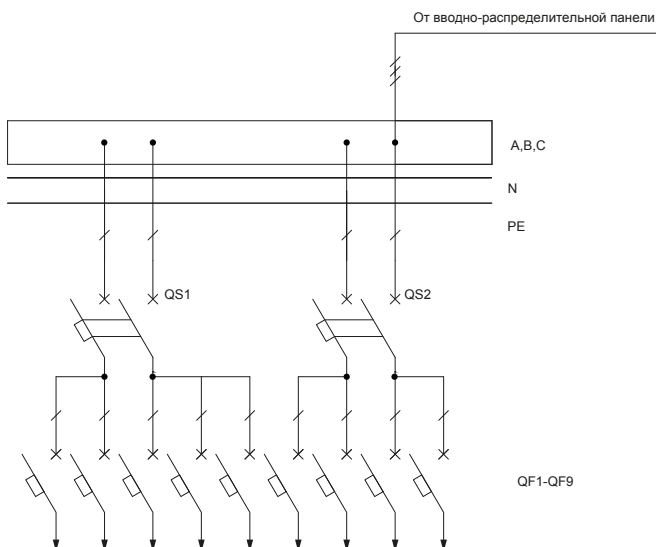 От вводно-распределительной панели
A,B,C
N
PE
QS1
QS2
QF1-QF9